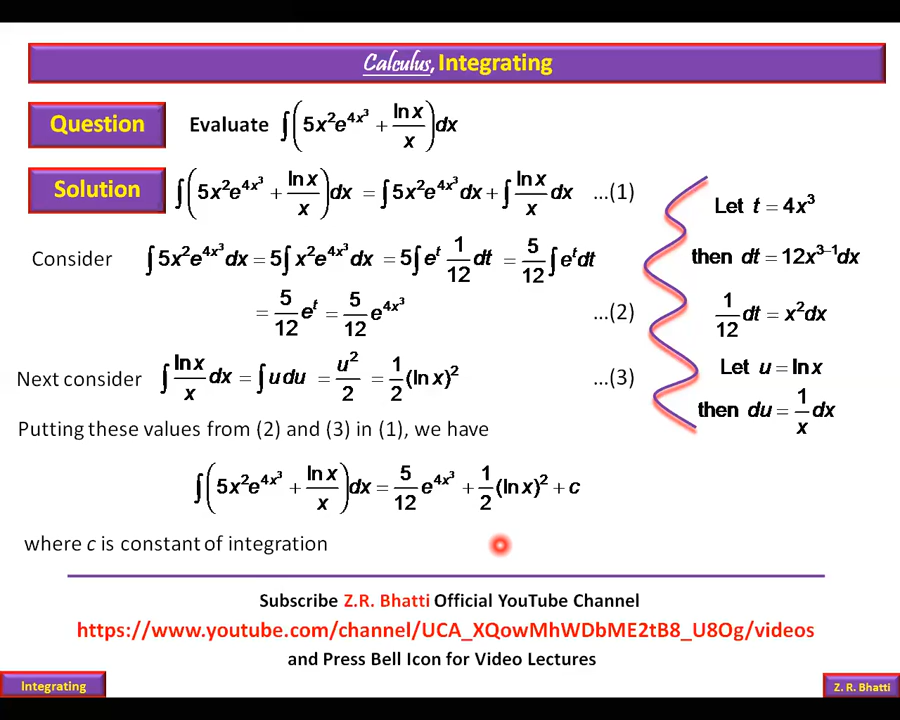 Calculus, Integrating
Question
Evaluate ∫(5x²e^{4x³} + ln x / x)dx
Solution
∫(5x²e^{4x³} + ln x / x)dx = ∫5x²e^{4x³}dx + ∫ln x / x dx ...(1)
Let t = 4x³
Consider ∫5x²e^{4x³}dx = 5∫x²e^{4x³}dx = 5∫e^t 1/12 dt = 5/12 ∫e^t dt
then dt = 12x^{3–1}dx
= 5/12 e^t = 5/12 e^{4x³} ...(2)
1/12 dt = x²dx
Let u = ln x
Next consider ∫ln x / x dx = ∫u du = u²/2 = 1/2 (ln x)² ...(3)
then du = 1/x dx
Putting these values from (2) and (3) in (1), we have
∫(5x²e^{4x³} + ln x / x)dx = 5/12 e^{4x³} + 1/2 (ln x)² + c
where c is constant of integration
Subscribe Z.R. Bhatti Official YouTube Channel
https://www.youtube.com/channel/UCA_XQowMhWDbME2tB8_U8Og/videos
and Press Bell Icon for Video Lectures
Integrating
Z. R. Bhatti